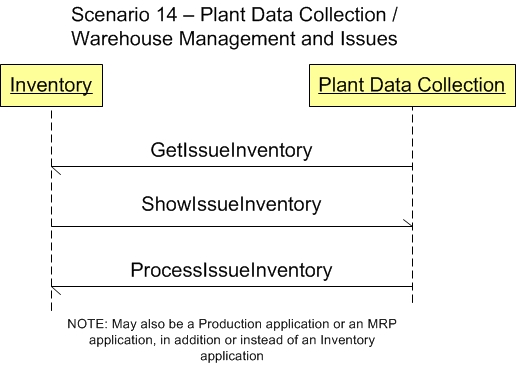 Scenario 14 – Plant Data Collection /
Warehouse Management and Issues
Inventory
Plant Data Collection
GetIssueInventory
ShowIssueInventory
ProcessIssueInventory
NOTE: May also be a Production application or an MRP
application, in addition or instead of an Inventory
application